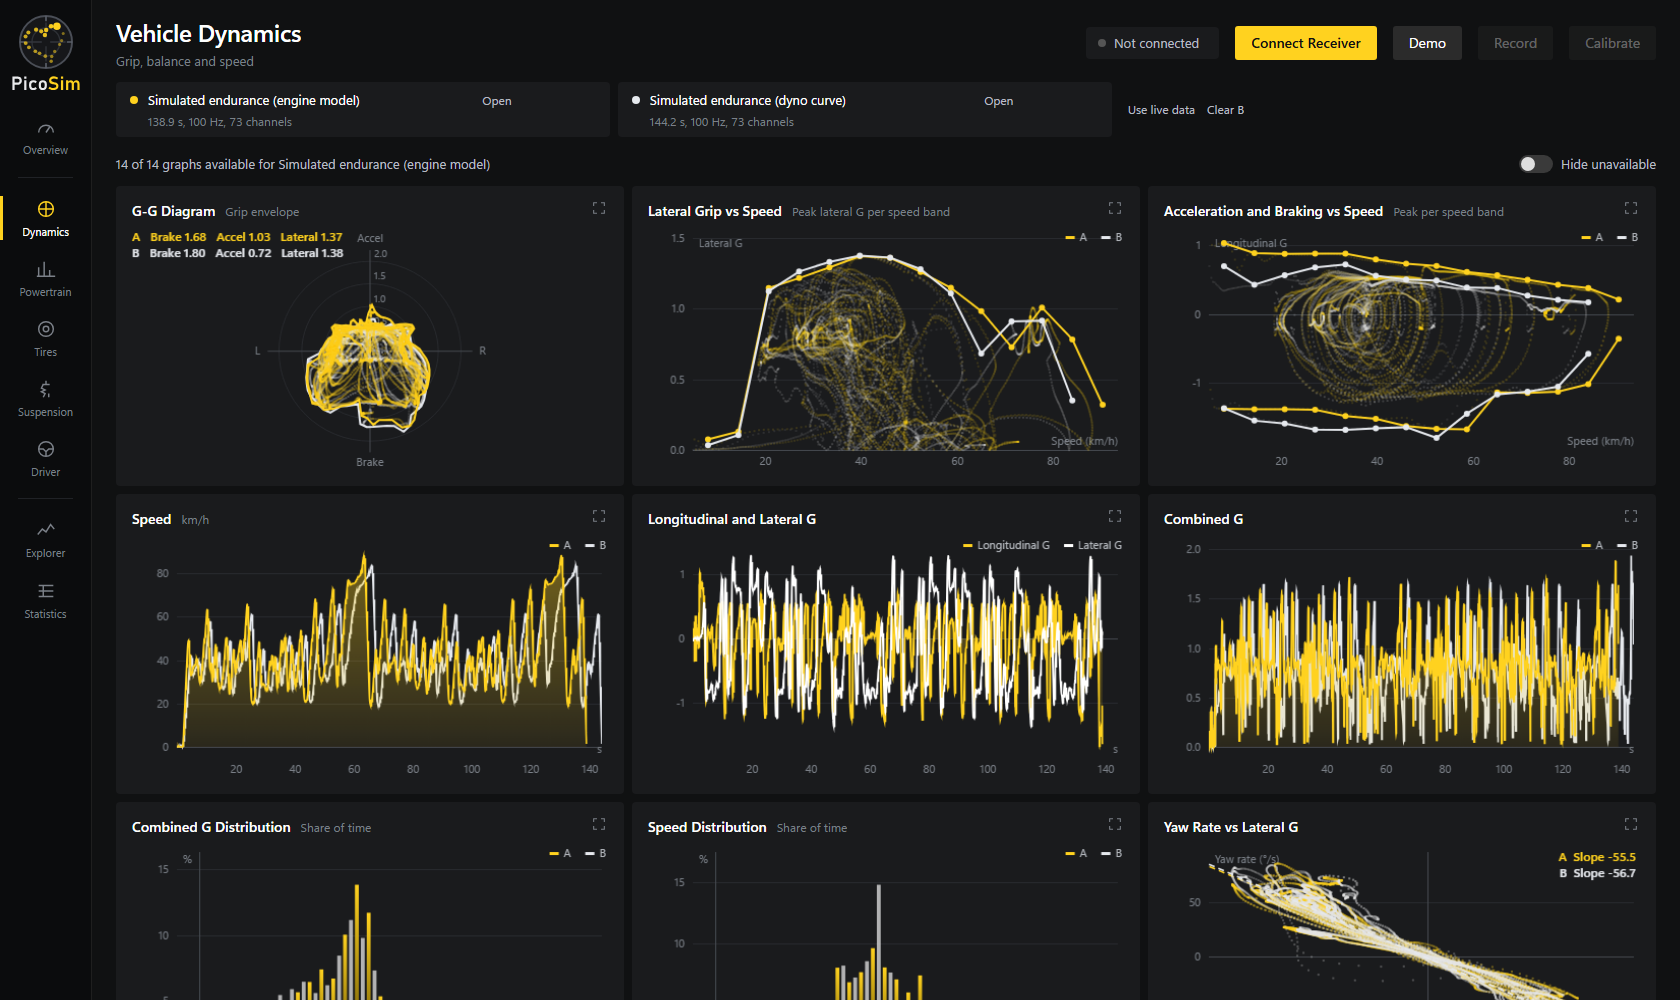 PicoSim
Overview
Dynamics
Powertrain
Tires
Suspension
Driver
Explorer
Statistics
Vehicle Dynamics
Grip, balance and speed
Not connected
Connect Receiver
Demo
Record
Calibrate
Simulated endurance (engine model) Open
138.9 s, 100 Hz, 73 channels
Simulated endurance (dyno curve) Open
144.2 s, 100 Hz, 73 channels
Use live data Clear B
14 of 14 graphs available for Simulated endurance (engine model)
Hide unavailable
G-G Diagram Grip envelope
A Brake 1.68 Accel 1.03 Lateral 1.37
B Brake 1.80 Accel 0.72 Lateral 1.38
Accel
2.0
1.5
1.0
L R
Brake
Lateral Grip vs Speed Peak lateral G per speed band
A B
Lateral G
1.5
1.0
0.5
0.0
Speed (km/h)
20 40 60 80
Acceleration and Braking vs Speed Peak per speed band
A B
Longitudinal G
1
0
-1
Speed (km/h)
20 40 60 80
Speed km/h
A B
80
60
40
20
0
s
20 40 60 80 100 120 140
Longitudinal and Lateral G
Longitudinal G Lateral G
1
0
-1
s
20 40 60 80 100 120 140
Combined G
A B
2.0
1.5
1.0
0.5
0.0
s
20 40 60 80 100 120 140
Combined G Distribution Share of time
A B
%
15
10
Speed Distribution Share of time
A B
%
15
10
Yaw Rate vs Lateral G
Yaw rate (°/s)
A Slope -55.5
B Slope -56.7
50
0